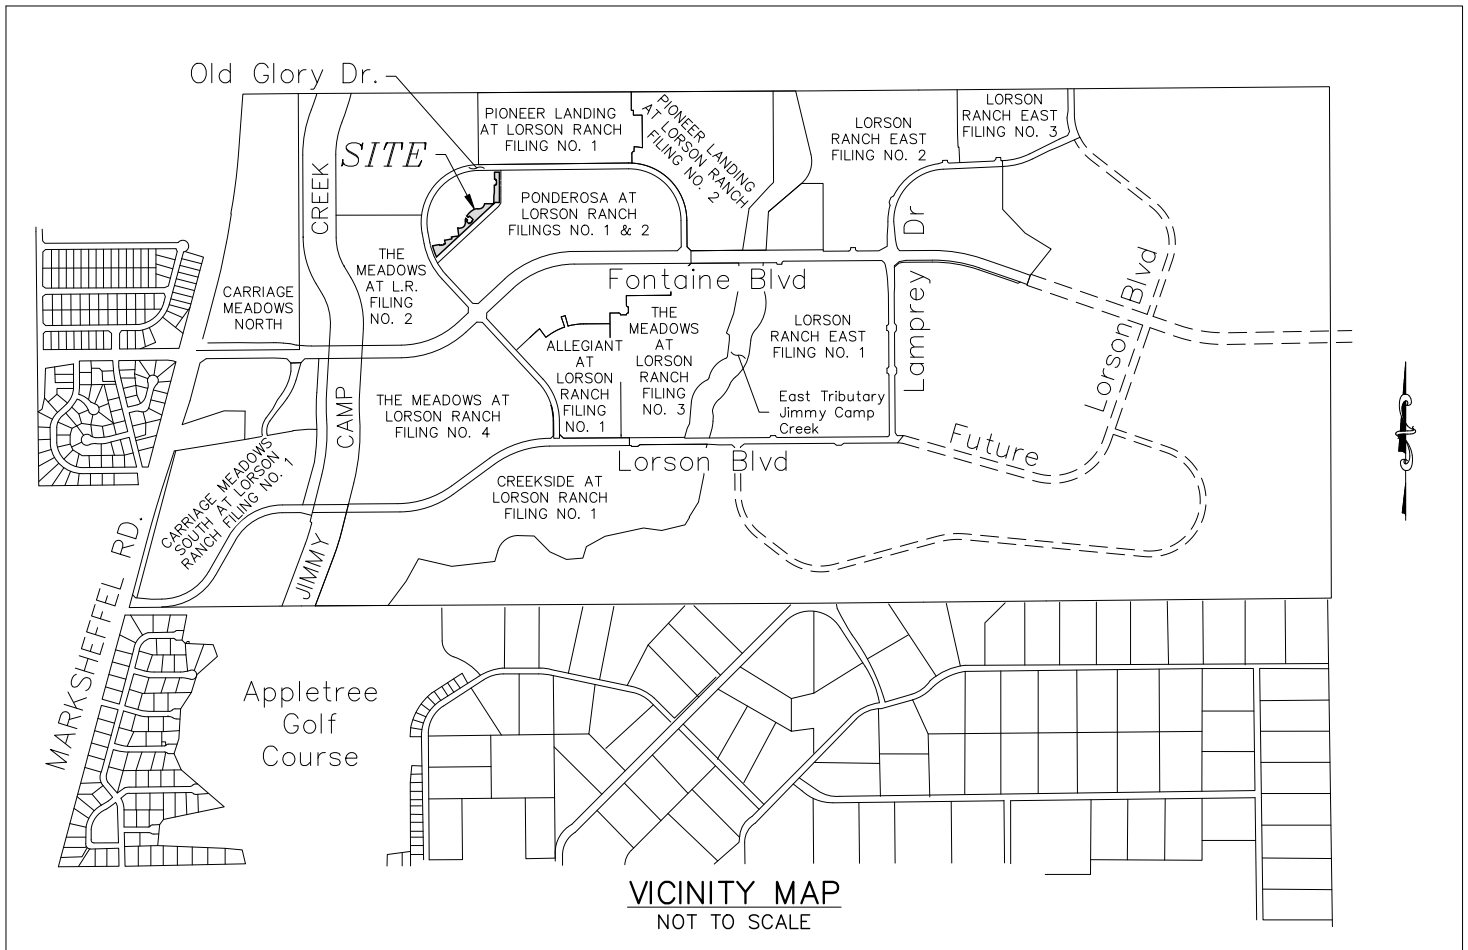 Old Glory Dr.
SITE
PIONEER LANDING
AT LORSON RANCH
FILING NO. 1
PIONEER LANDING
AT LORSON RANCH
FILING NO. 2
LORSON
RANCH EAST
FILING NO. 2
LORSON
RANCH EAST
FILING NO. 3
CREEK
PONDEROSA AT
LORSON RANCH
FILINGS NO. 1 & 2
Dr
THE
MEADOWS
AT L.R.
FILING
NO. 2
CARRIAGE
MEADOWS
NORTH
Fontaine Blvd
Lamprey
Lorson Blvd
ALLEGIANT
AT
LORSON
RANCH
FILING
NO. 1
THE
MEADOWS
AT
LORSON
RANCH
FILING
NO. 3
LORSON
RANCH EAST
FILING NO. 1
East Tributary
Jimmy Camp
Creek
CAMP
THE MEADOWS AT
LORSON RANCH
FILING NO. 4
Future
Lorson Blvd
CARRIAGE MEADOWS
SOUTH AT LORSON
RANCH FILING NO. 1
CREEKSIDE AT
LORSON RANCH
FILING NO. 1
JIMMY
MARKSHEFFEL RD.
Appletree
Golf
Course
VICINITY MAP
NOT TO SCALE